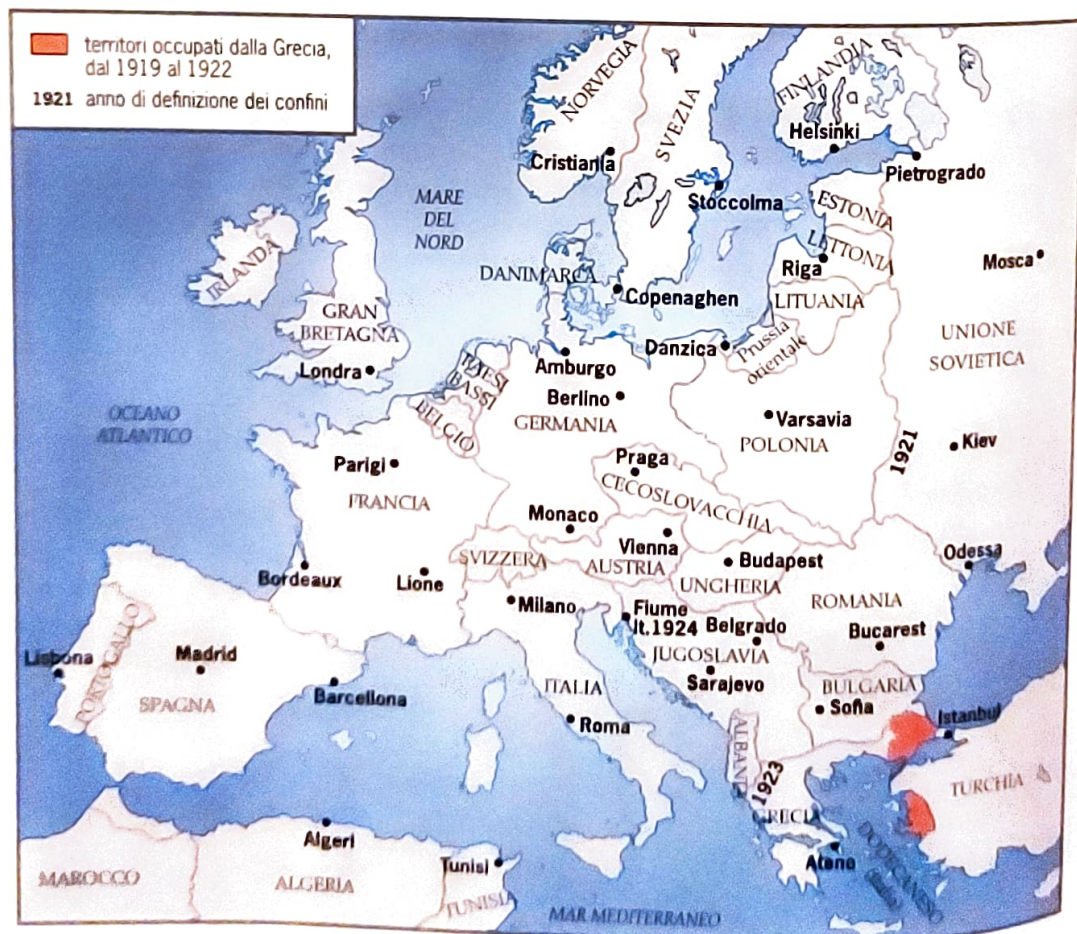 territori occupati dalla Grecia,
dal 1919 al 1922
1921 anno di definizione dei confini
NORVEGIA
SVEZIA
FINLANDIA
Helsinki
Cristiania
Pietrogrado
Stoccolma
MARE
DEL
NORD
ESTONIA
LETTONIA
Riga
Mosca
IRLANDA
DANIMARCA
Copenaghen
LITUANIA
GRAN
BRETAGNA
UNIONE
SOVIETICA
Danzica
Prussia
orientale
Londra
PAESI
BASSI
Amburgo
Berlino
BELGIO
GERMANIA
Varsavia
POLONIA
OCEANO
ATLANTICO
1921
Kiev
Parigi
Praga
FRANCIA
CECOSLOVACCHIA
Monaco
Vienna
SVIZZERA
AUSTRIA
Budapest
UNGHERIA
Odessa
Bordeaux
Lione
Milano
Fiume
It.1924
Belgrado
ROMANIA
Bucarest
JUGOSLAVIA
Sarajevo
Lisbona
PORTOGALLO
Madrid
SPAGNA
Barcellona
ITALIA
Roma
BULGARIA
Sofia
Istanbul
ALBANIA
1923
GRECIA
TURCHIA
Atene
DODECANESO
(Italia)
Algeri
Tunisi
MAROCCO
ALGERIA
TUNISIA
MAR MEDITERRANEO